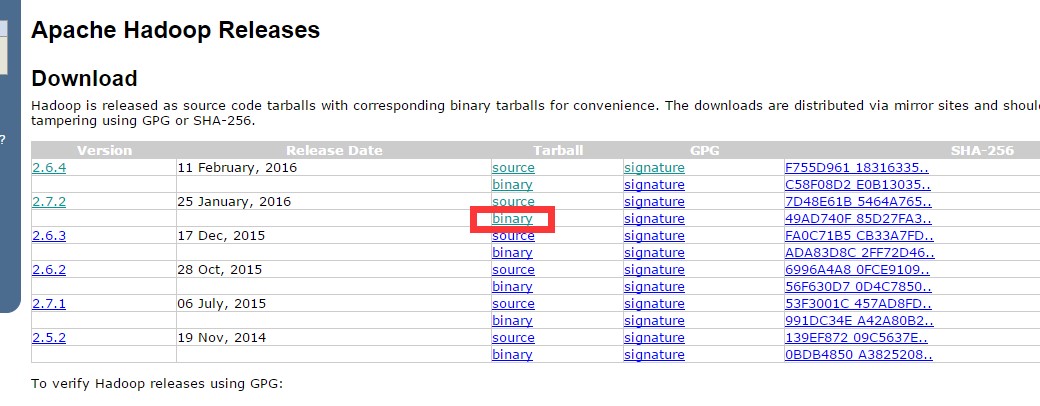 Apache Hadoop Releases
Download
Hadoop is released as source code tarballs with corresponding binary tarballs for convenience. The downloads are distributed via mirror sites and shoul
tampering using GPG or SHA-256.
?
Version Release Date Tarball GPG SHA-256
2.6.4 11 February, 2016 source signature F755D961 18316335..
binary signature C58F08D2 E0B13035..
2.7.2 25 January, 2016 source signature 7D48E61B 5464A765..
binary signature 49AD740F 85D27FA3..
2.6.3 17 Dec, 2015 source signature FA0C71B5 CB33A7FD..
binary signature ADA83D8C 2FF72D46..
2.6.2 28 Oct, 2015 source signature 6996A4A8 0FCE9109..
binary signature 56F630D7 0D4C7850..
2.7.1 06 July, 2015 source signature 53F3001C 457AD8FD..
binary signature 991DC34E A42A80B2..
2.5.2 19 Nov, 2014 source signature 139EF872 09C5637E..
binary signature 0BDB4850 A3825208..
To verify Hadoop releases using GPG: